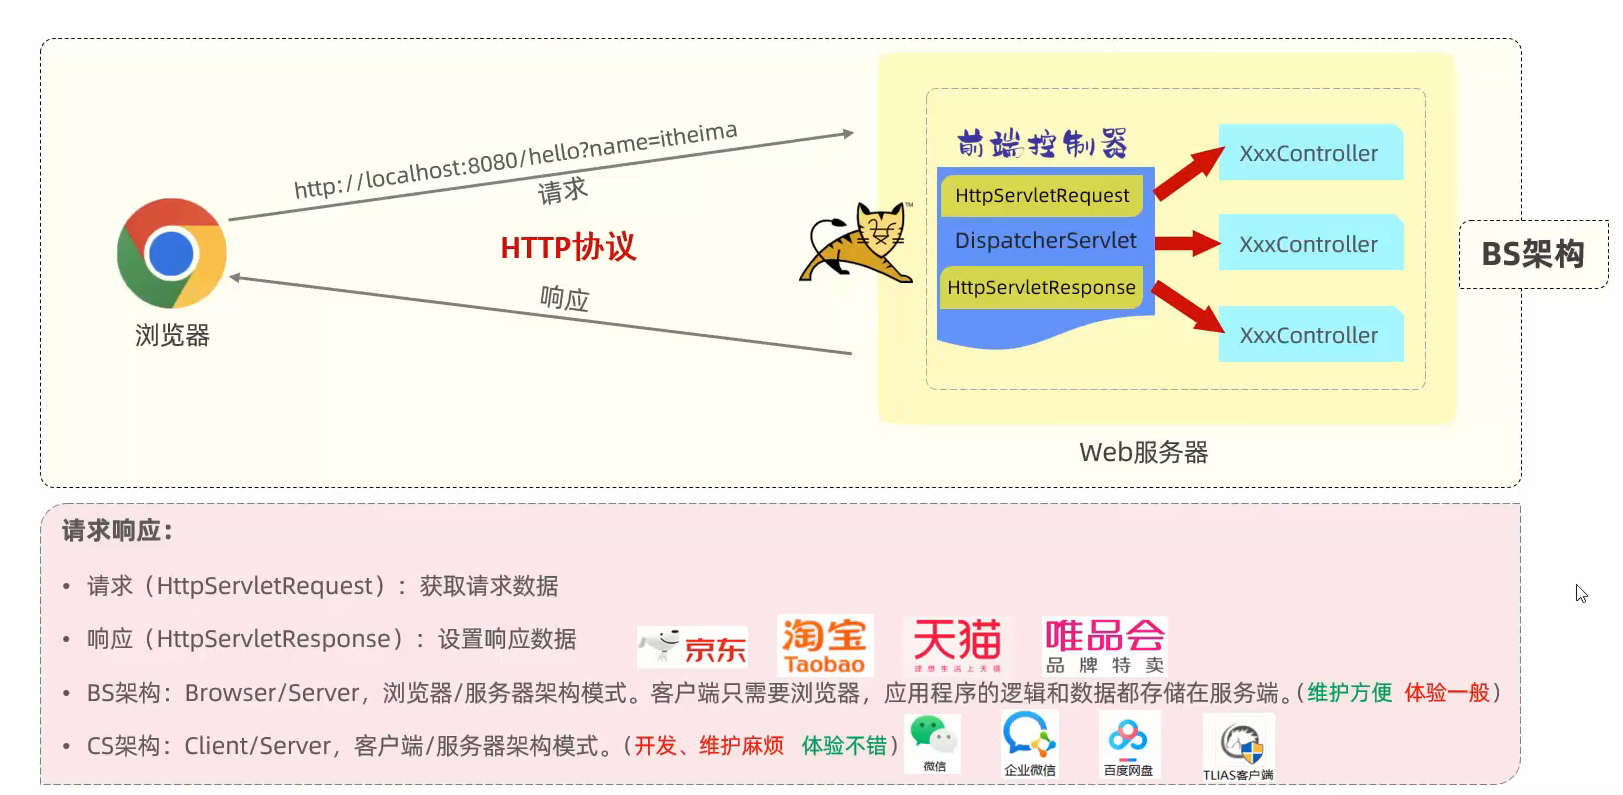 http://localhost:8080/hello?name=itheima
请求
HTTP协议
响应
浏览器
前端控制器
HttpServletRequest
DispatcherServlet
HttpServletResponse
XxxController
XxxController
XxxController
TM
Web服务器
BS架构
请求响应：
• 请求（HttpServletRequest）：获取请求数据
• 响应（HttpServletResponse）：设置响应数据
京东
淘宝
Taobao
天猫
理想生活上天猫
唯品会
品牌特卖
• BS架构：Browser/Server，浏览器/服务器架构模式。客户端只需要浏览器，应用程序的逻辑和数据都存储在服务端。（维护方便 体验一般）
• CS架构：Client/Server，客户端/服务器架构模式。（开发、维护麻烦 体验不错）
微信
企业微信
百度网盘
TLIAS客户端